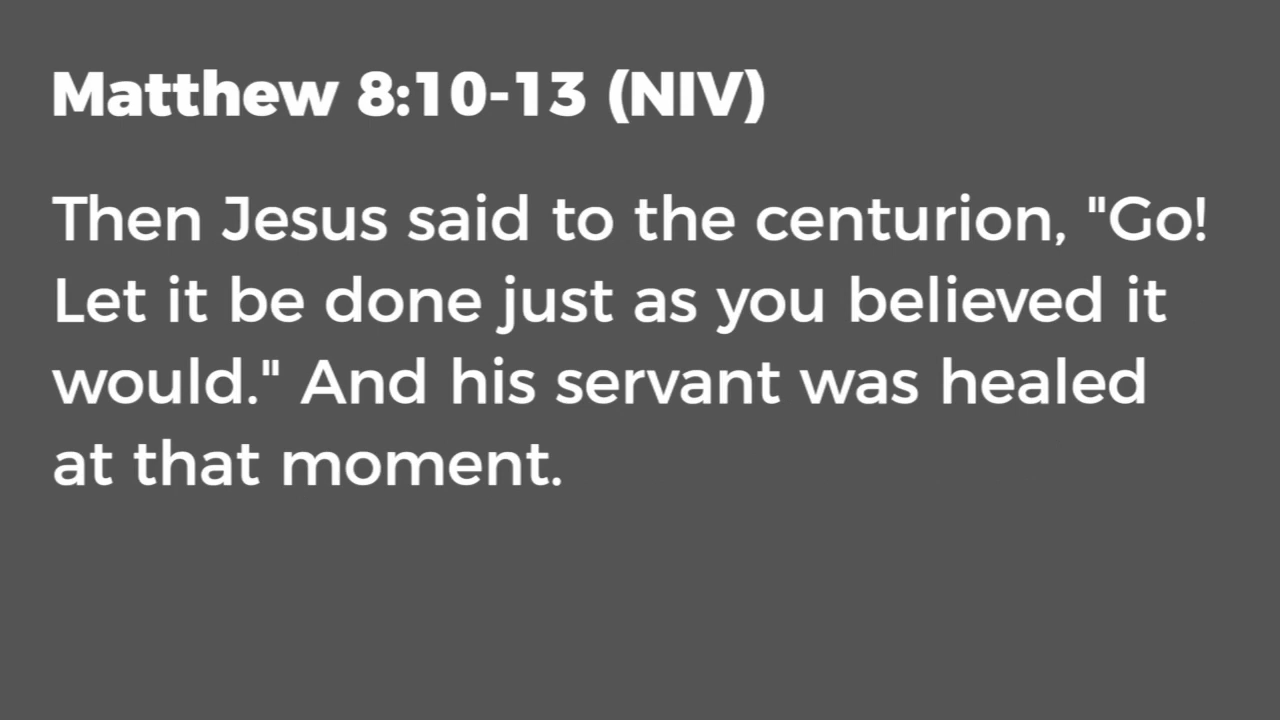 Matthew 8:10-13 (NIV)
Then Jesus said to the centurion, "Go!
Let it be done just as you believed it
would." And his servant was healed
at that moment.